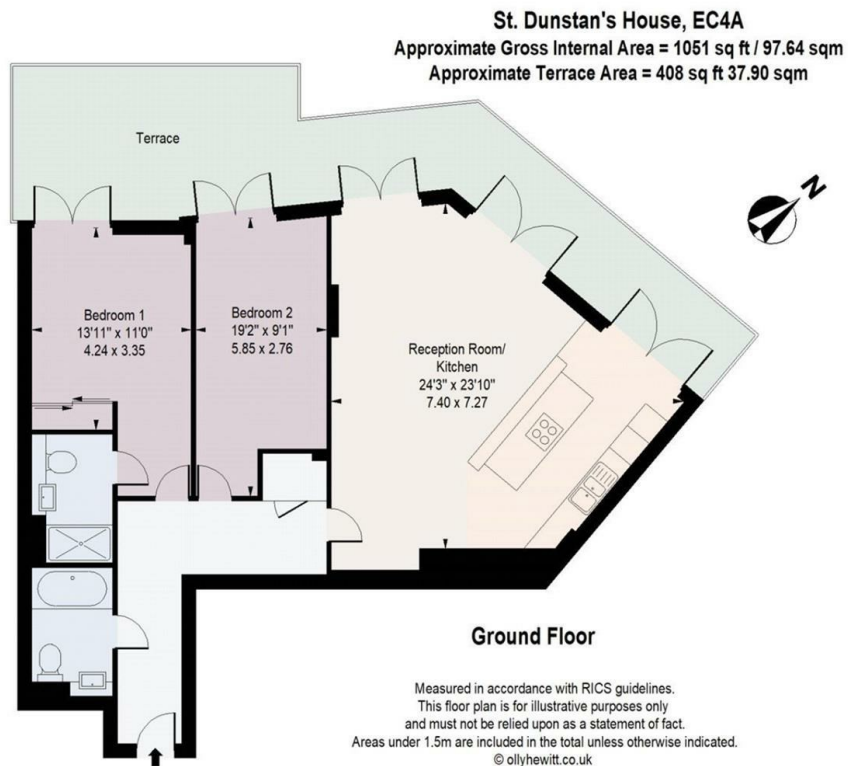 St. Dunstan's House, EC4A
Approximate Gross Internal Area = 1051 sq ft / 97.64 sqm
Approximate Terrace Area = 408 sq ft 37.90 sqm
Terrace
N
Bedroom 1
13'11" x 11'0"
4.24 x 3.35
Bedroom 2
19'2" x 9'1"
5.85 x 2.76
Reception Room/
Kitchen
24'3" x 23'10"
7.40 x 7.27
Ground Floor
Measured in accordance with RICS guidelines.
This floor plan is for illustrative purposes only
and must not be relied upon as a statement of fact.
Areas under 1.5m are included in the total unless otherwise indicated.
© ollyhewitt.co.uk